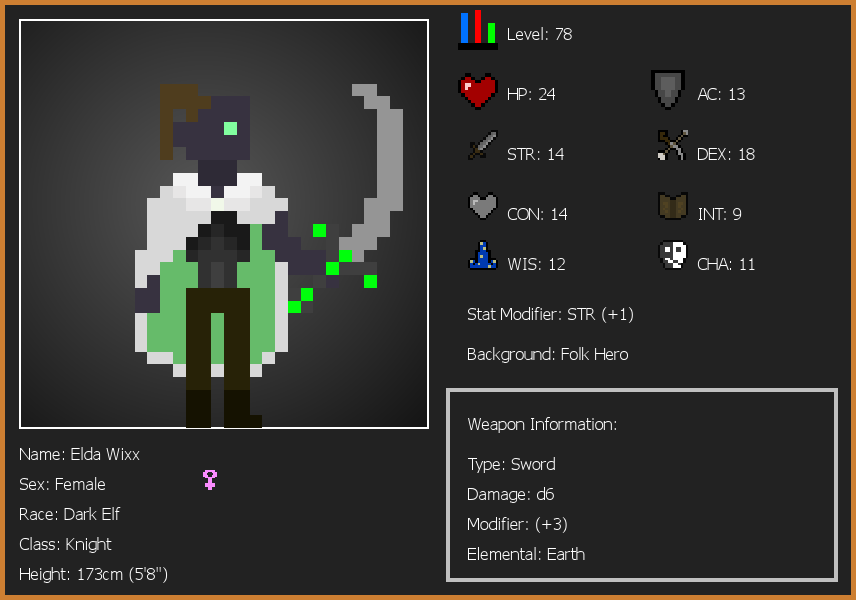 Level: 78
HP: 24
AC: 13
STR: 14
DEX: 18
CON: 14
INT: 9
WIS: 12
CHA: 11
Stat Modifier: STR (+1)
Background: Folk Hero
Weapon Information:
Type: Sword
Damage: d6
Modifier: (+3)
Elemental: Earth
Name: Elda Wixx
Sex: Female
Race: Dark Elf
Class: Knight
Height: 173cm (5'8")